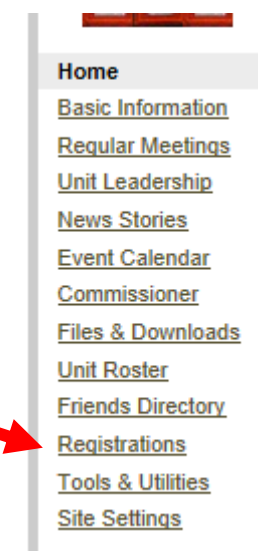 Home
Basic Information
Regular Meetings
Unit Leadership
News Stories
Event Calendar
Commissioner
Files & Downloads
Unit Roster
Friends Directory
Registrations
Tools & Utilities
Site Settings